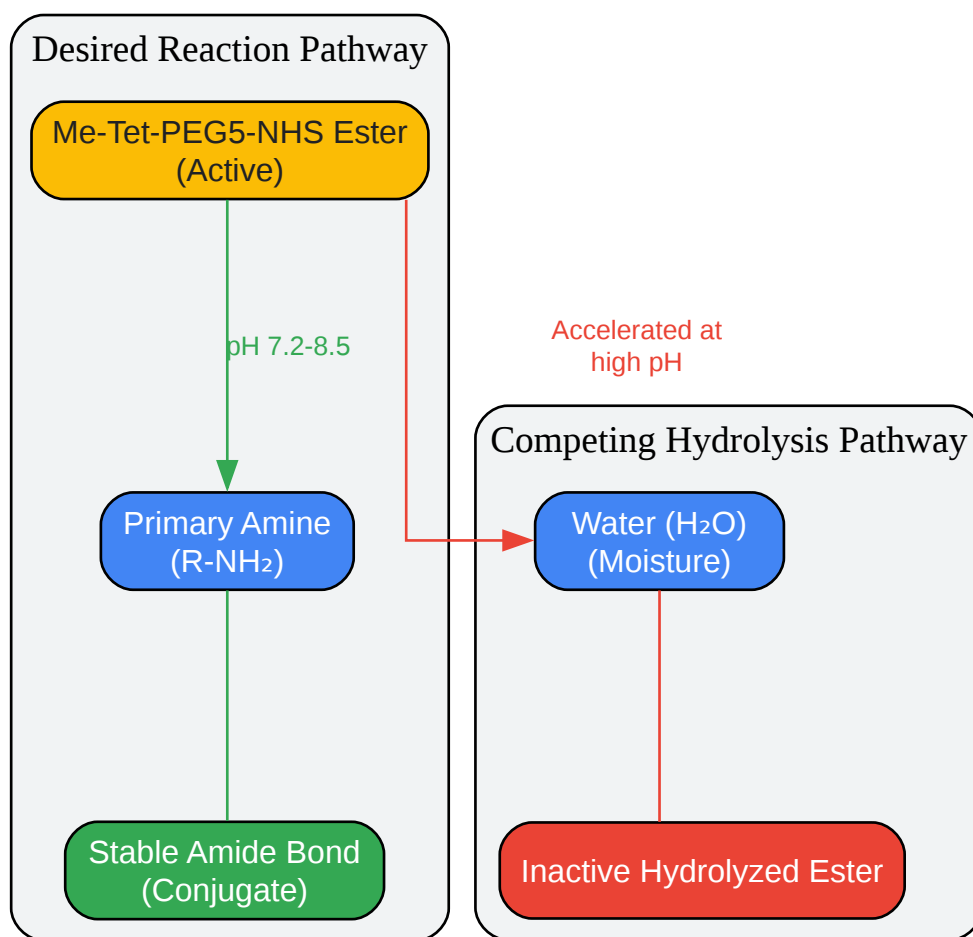 Desired Reaction Pathway
Me-Tet-PEG5-NHS Ester
(Active)
pH 7.2-8.5
Accelerated at
high pH
Competing Hydrolysis Pathway
Primary Amine
(R-NH₂)
Water (H₂O)
(Moisture)
Stable Amide Bond
(Conjugate)
Inactive Hydrolyzed Ester